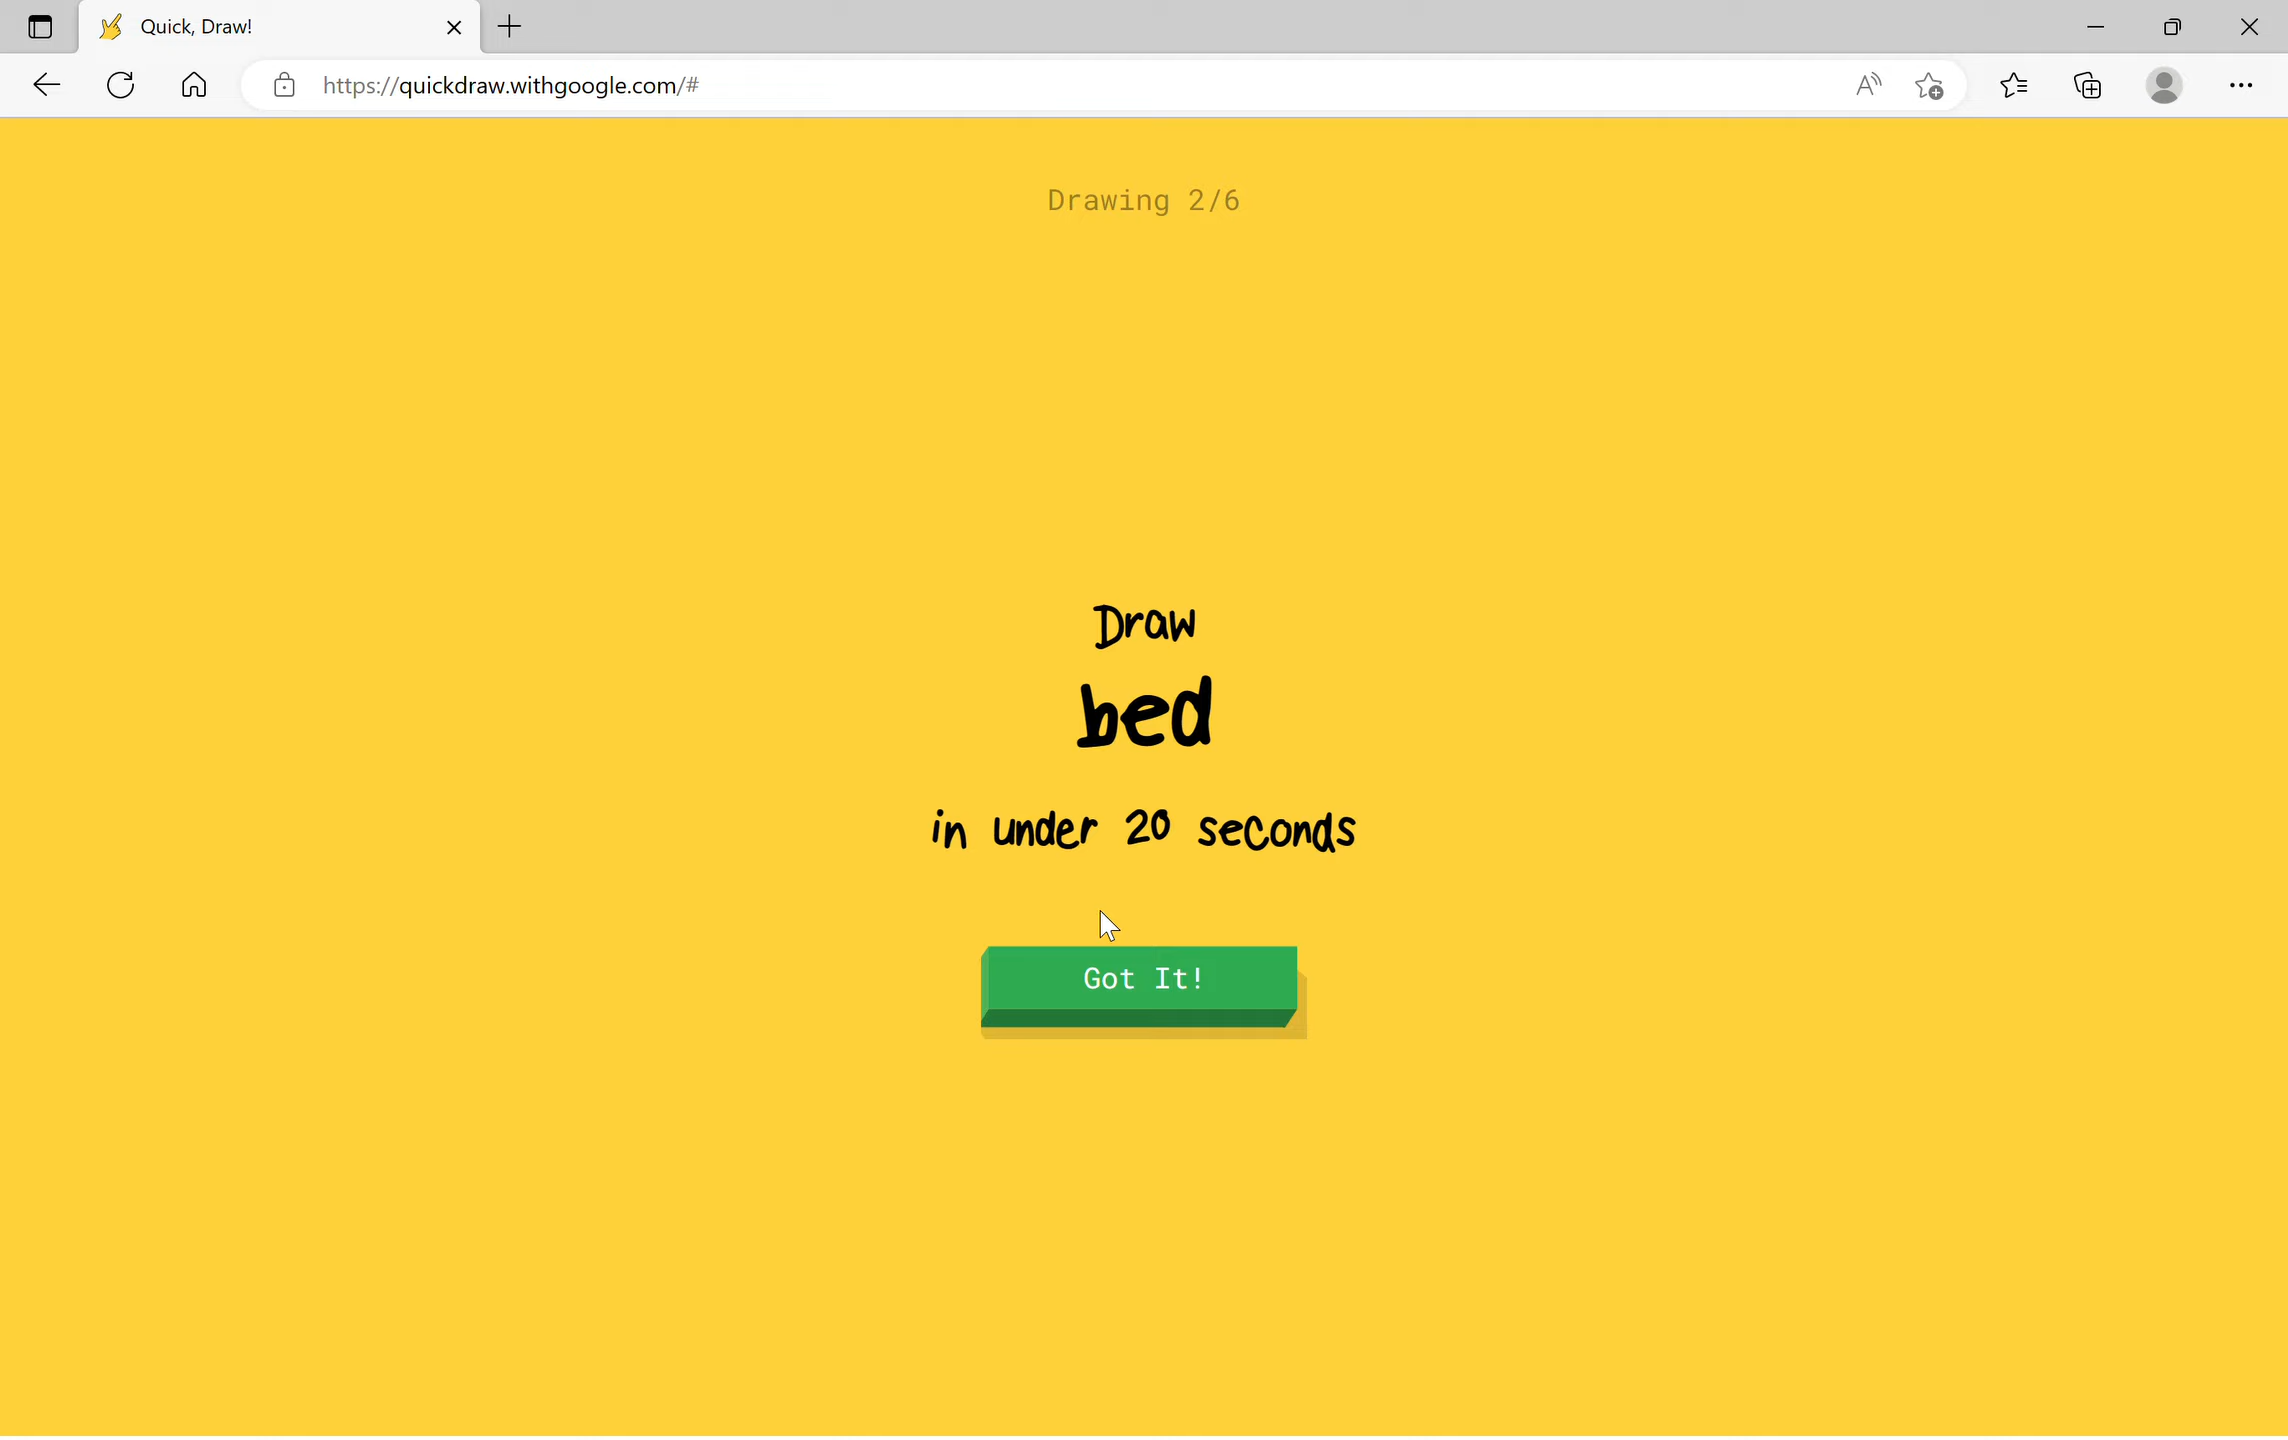 Quick, Draw!
https://quickdraw.withgoogle.com/#
Drawing 2/6
Draw
bed
in under 20 seconds
Got It!